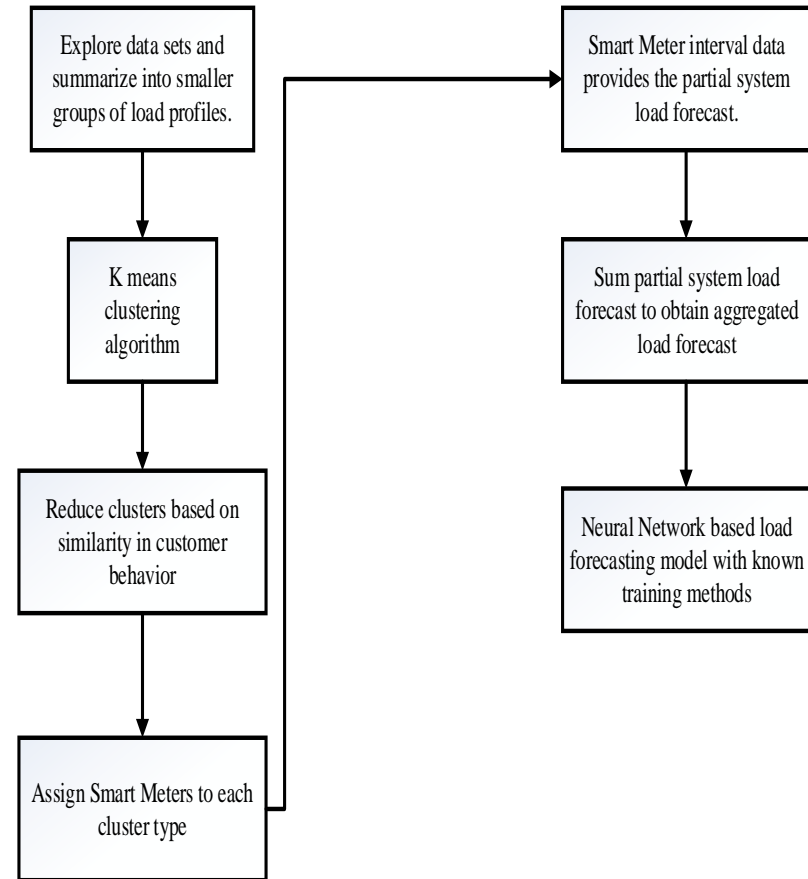 Explore data sets and
summarize into smaller
groups of load profiles.
K means
clustering
algorithm
Reduce clusters based on
similarity in customer
behavior
Assign Smart Meters to each
cluster type
Smart Meter interval data
provides the partial system
load forecast.
Sum partial system load
forecast to obtain aggregated
load forecast
Neural Network based load
forecasting model with known
training methods